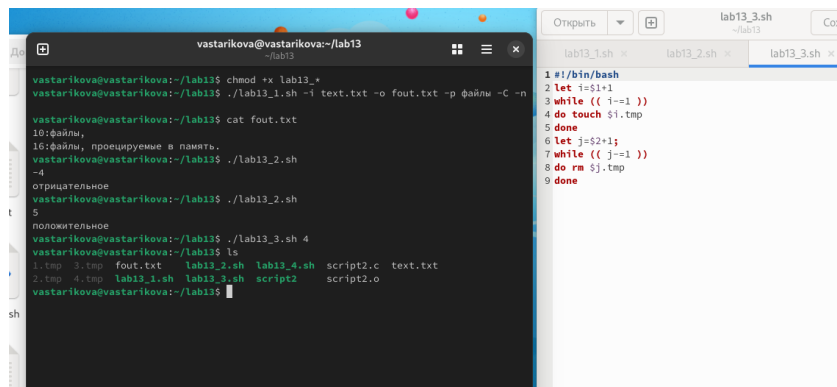 До
vastarikova@vastarikova:~/lab13
~/lab13
vastarikova@vastarikova:~/lab13$ chmod +x lab13_*
vastarikova@vastarikova:~/lab13$ ./lab13_1.sh -i text.txt -o fout.txt -p файлы -C -n
vastarikova@vastarikova:~/lab13$ cat fout.txt
10:файлы,
16:файлы, проецируемые в память.
vastarikova@vastarikova:~/lab13$ ./lab13_2.sh
-4
отрицательное
vastarikova@vastarikova:~/lab13$ ./lab13_2.sh
5
положительное
vastarikova@vastarikova:~/lab13$ ./lab13_3.sh 4
vastarikova@vastarikova:~/lab13$ ls
1.tmp 3.tmp fout.txt lab13_2.sh lab13_4.sh script2.c text.txt
2.tmp 4.tmp lab13_1.sh lab13_3.sh script2 script2.o
vastarikova@vastarikova:~/lab13$
t
sh
Открыть
lab13_3.sh
~/lab13
Со
lab13_1.sh × lab13_2.sh × lab13_3.sh ×
1 #!/bin/bash
2 let i=$1+1
3 while (( i-=1 ))
4 do touch $i.tmp
5 done
6 let j=$2+1;
7 while (( j-=1 ))
8 do rm $j.tmp
9 done